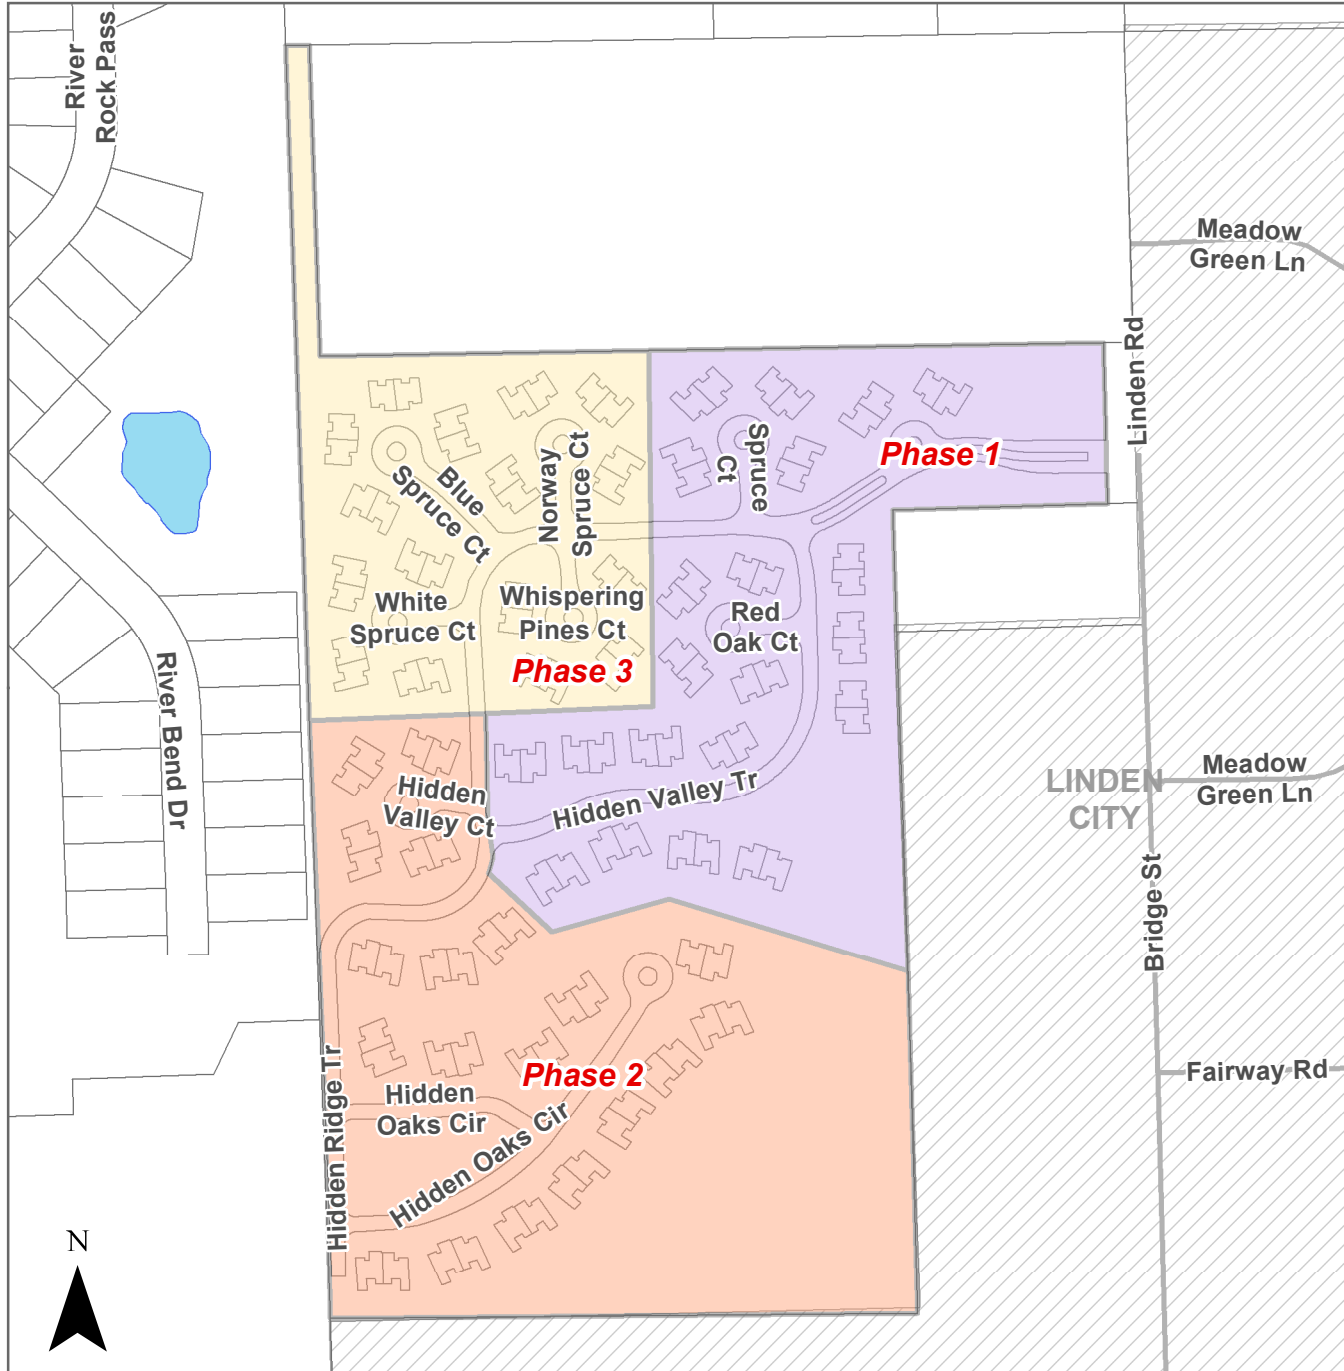 River
Rock Pass
Meadow
Green Ln
Linden Rd
Spruce
Ct
Phase 1
Blue
Spruce Ct
Norway
Spruce Ct
White
Spruce Ct
Whispering
Pines Ct
Red
Oak Ct
Phase 3
River Bend Dr
Hidden
Valley Ct
Hidden Valley Tr
LINDEN
CITY
Meadow
Green Ln
Bridge St
Phase 2
Fairway Rd
Hidden
Oaks Cir
Hidden Oaks Cir
Hidden Ridge Tr
N